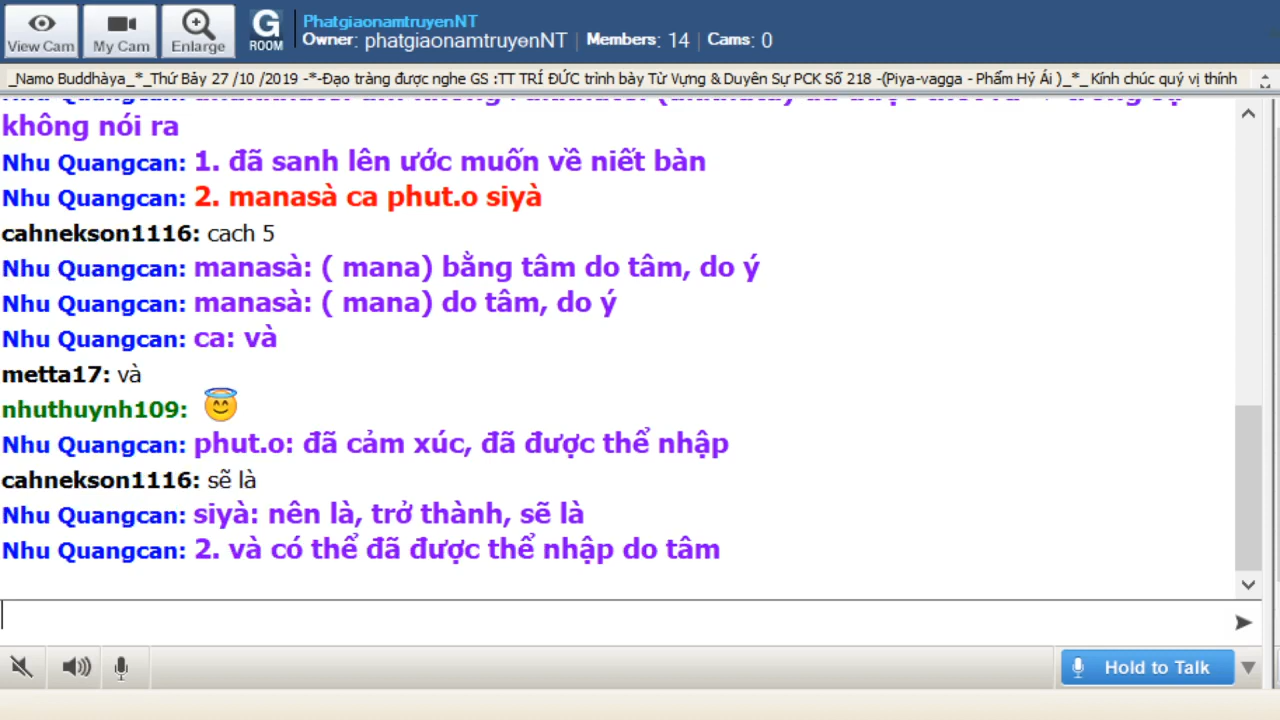 View Cam
My Cam
Enlarge
G
ROOM
PhatgiaonamtruyenNT
Owner: phatgiaonamtruyenNT | Members: 14 | Cams: 0
_Namo Buddhàya_*_Thứ Bảy 27 /10 /2019 -*-Đạo tràng được nghe GS :TT TRÍ ĐỨC trình bày Từ Vựng & Duyên Sự PCK Số 218 -(Piya-vagga - Phẩm Hỷ Ái )_*_ Kính chúc quý vị thính
không nói ra
Nhu Quangcan: 1. đã sanh lên ước muốn về niết bàn
Nhu Quangcan: 2. manasà ca phut.o siyà
cahnekson1116: cach 5
Nhu Quangcan: manasà: ( mana) bằng tâm do tâm, do ý
Nhu Quangcan: manasà: ( mana) do tâm, do ý
Nhu Quangcan: ca: và
metta17: và
nhuthuynh109:
Nhu Quangcan: phut.o: đã cảm xúc, đã được thể nhập
cahnekson1116: sẽ là
Nhu Quangcan: siyà: nên là, trở thành, sẽ là
Nhu Quangcan: 2. và có thể đã được thể nhập do tâm
Hold to Talk